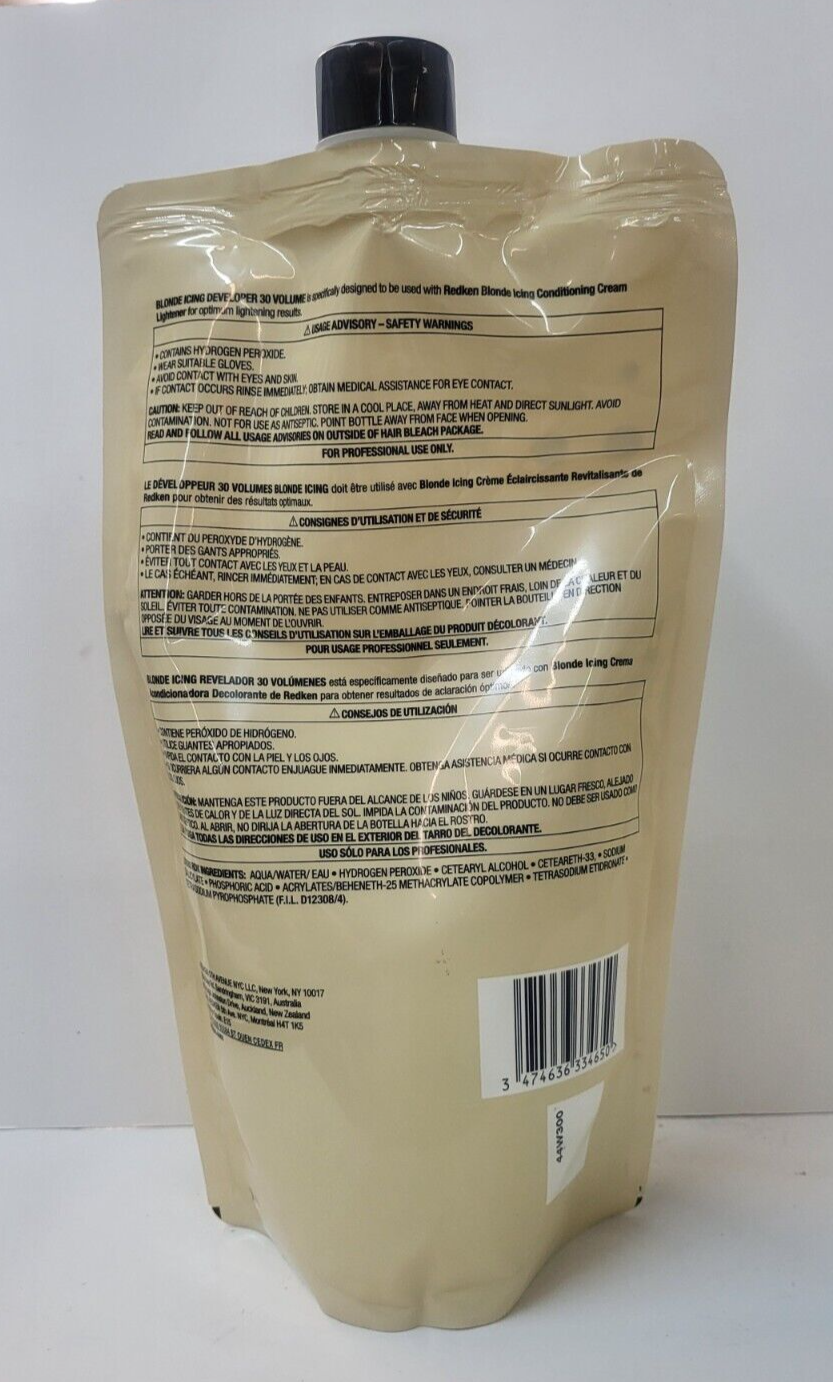 BLONDE ICING DEVELOPER 30 VOLUME is specifically designed to be used with Redken Blonde Icing Conditioning Cream
Lightener for optimum lightening results.
⚠ USAGE ADVISORY – SAFETY WARNINGS
• CONTAINS HYDROGEN PEROXIDE.
• WEAR SUITABLE GLOVES.
• AVOID CONTACT WITH EYES AND SKIN.
• IF CONTACT OCCURS RINSE IMMEDIATELY; OBTAIN MEDICAL ASSISTANCE FOR EYE CONTACT.
CAUTION: KEEP OUT OF REACH OF CHILDREN. STORE IN A COOL PLACE, AWAY FROM HEAT AND DIRECT SUNLIGHT. AVOID
CONTAMINATION. NOT FOR USE AS ANTISEPTIC. POINT BOTTLE AWAY FROM FACE WHEN OPENING.
READ AND FOLLOW ALL USAGE ADVISORIES ON OUTSIDE OF HAIR BLEACH PACKAGE.
FOR PROFESSIONAL USE ONLY.
LE DÉVELOPPEUR 30 VOLUMES BLONDE ICING doit être utilisé avec Blonde Icing Crème Éclaircissante Revitalisante de
Redken pour obtenir des résultats optimaux.
⚠ CONSIGNES D'UTILISATION ET DE SÉCURITÉ
• CONTIENT DU PEROXYDE D'HYDROGÈNE.
• PORTER DES GANTS APPROPRIÉS.
• ÉVITER TOUT CONTACT AVEC LES YEUX ET LA PEAU.
• LE CAS ÉCHÉANT, RINCER IMMÉDIATEMENT; EN CAS DE CONTACT AVEC LES YEUX, CONSULTER UN MÉDECIN
ATTENTION: GARDER HORS DE LA PORTÉE DES ENFANTS. ENTREPOSER DANS UN ENDROIT FRAIS, LOIN DE LA CHALEUR ET DU
SOLEIL. ÉVITER TOUTE CONTAMINATION. NE PAS UTILISER COMME ANTISEPTIQUE. POINTER LA BOUTEILLE EN DIRECTION
OPPOSÉE DU VISAGE AU MOMENT DE L'OUVRIR.
LIRE ET SUIVRE TOUS LES CONSEILS D'UTILISATION SUR L'EMBALLAGE DU PRODUIT DÉCOLORANT.
POUR USAGE PROFESSIONNEL SEULEMENT.
BLONDE ICING REVELADOR 30 VOLÚMENES está específicamente diseñado para ser con Blonde Icing Crema
Acondicionadora Decolorante de Redken para obtener resultados de aclaración
⚠ CONSEJOS DE UTILIZACIÓN
CONTIENE PERÓXIDO DE HIDRÓGENO.
GUANTES APROPIADOS.
EL CONTACTO CON LA PIEL Y LOS OJOS.
ALGÚN CONTACTO ENJUAGUE INMEDIATAMENTE. OBTENGA ASISTENCIA MÉDICA SI OCURRE CONTACTO CON
MANTENGA ESTE PRODUCTO FUERA DEL ALCANCE DE LOS NIÑOS. GUÁRDESE EN UN LUGAR FRESCO, ALEJADO
DE CALOR Y DE LA LUZ DIRECTA DEL SOL. IMPIDA LA CONTAMINACIÓN DEL PRODUCTO. NO DEBE SER USADO COMO
AL ABRIR, NO DIRIJA LA ABERTURA DE LA BOTELLA HACIA EL ROSTRO.
TODAS LAS DIRECCIONES DE USO EN EL EXTERIOR DEL TARRO DEL DECOLORANTE.
USO SÓLO PARA LOS PROFESIONALES.
INGREDIENTS: AQUA/WATER/ EAU • HYDROGEN PEROXIDE • CETEARYL ALCOHOL • CETEARETH-33, • SODIUM
• PHOSPHORIC ACID • ACRYLATES/BEHENETH-25 METHACRYLATE COPOLYMER • TETRASODIUM ETIDRONATE •
PYROPHOSPHATE (F.I.L. D12308/4).
AVENUE NYC LLC, New York, NY 10017
Sandringham, VIC 3191, Australia
Drive, Auckland, New Zealand
Ave. NYC, Montréal H4T 1K5
ST OUEN CEDEX FR
3 474636 334650
44W300